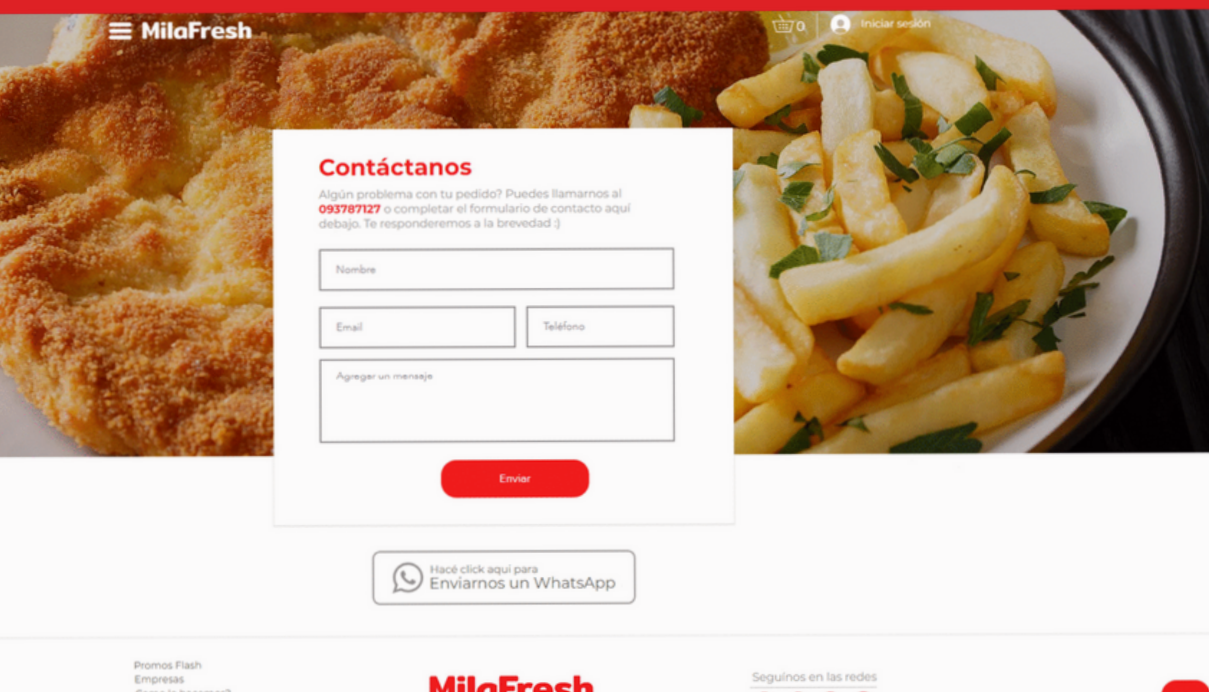 MilaFresh
0
Iniciar sesión
Contáctanos
Algún problema con tu pedido? Puedes llamarnos al
093787127 o completar el formulario de contacto aquí
debajo. Te responderemos a la brevedad :)
Nombre
Email
Teléfono
Agregar un mensaje
Enviar
Hacé click aquí para
Enviarnos un WhatsApp
Promos Flash
Empresas
MilaFresh
Seguínos en las redes